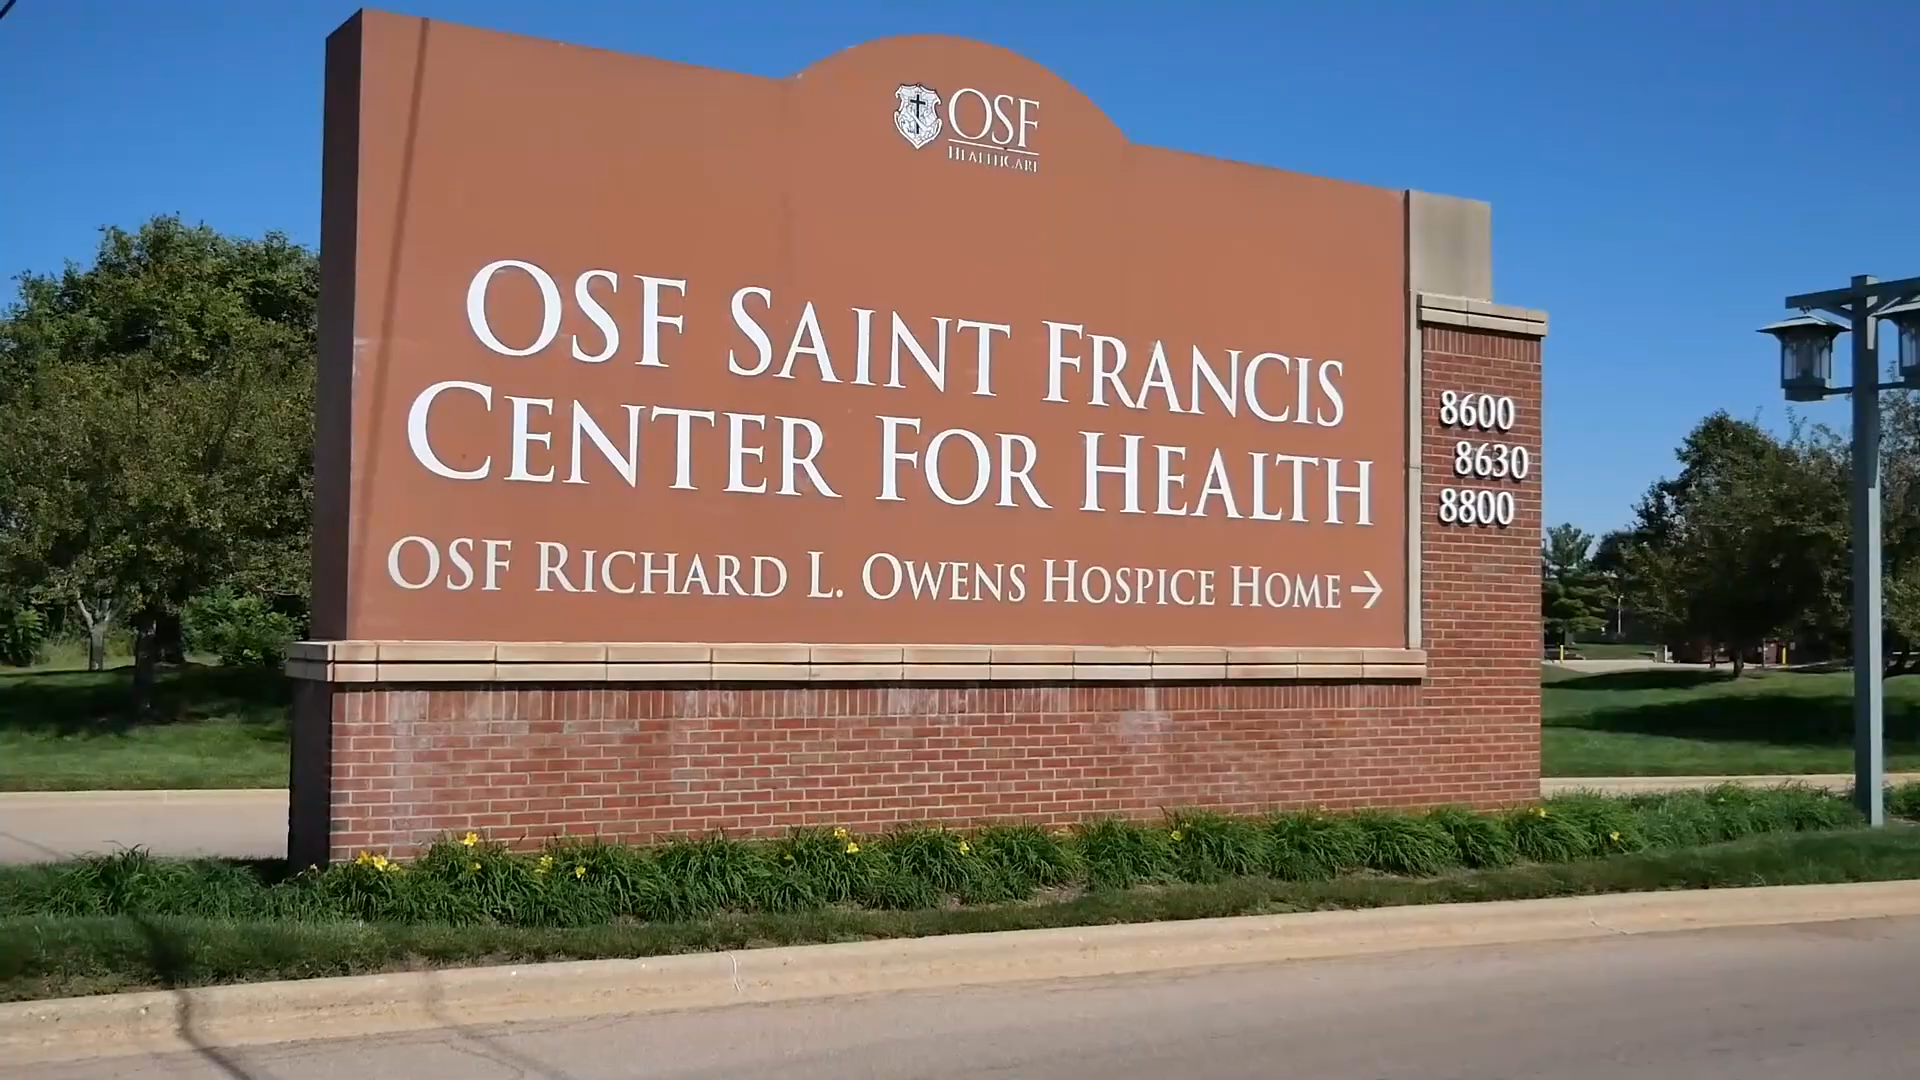 OSF
HEALTHCARE
OSF SAINT FRANCIS
CENTER FOR HEALTH
OSF RICHARD L. OWENS HOSPICE HOME →
8600
8630
8800